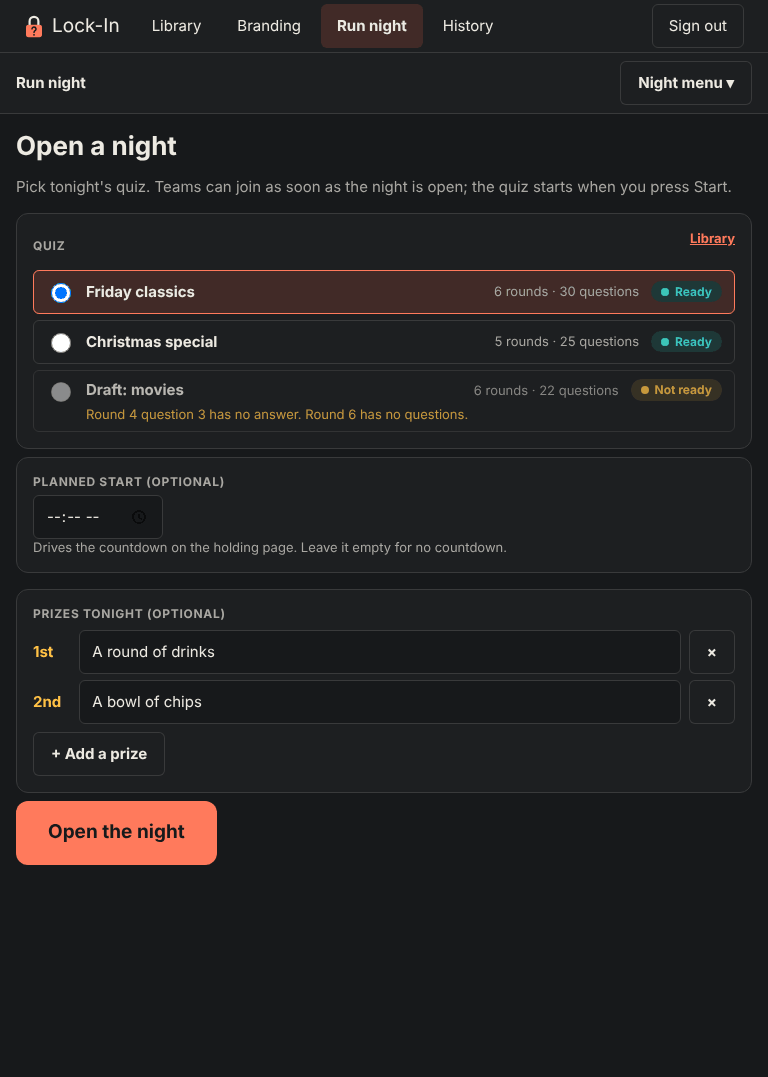 Lock-In Library Branding Run night History Sign out
Run night Night menu ▾
Open a night
Pick tonight's quiz. Teams can join as soon as the night is open; the quiz starts when you press Start.
QUIZ Library
Friday classics 6 rounds · 30 questions Ready
Christmas special 5 rounds · 25 questions Ready
Draft: movies 6 rounds · 22 questions Not ready
Round 4 question 3 has no answer. Round 6 has no questions.
PLANNED START (OPTIONAL)
--:-- --
Drives the countdown on the holding page. Leave it empty for no countdown.
PRIZES TONIGHT (OPTIONAL)
1st A round of drinks ×
2nd A bowl of chips ×
+ Add a prize
Open the night